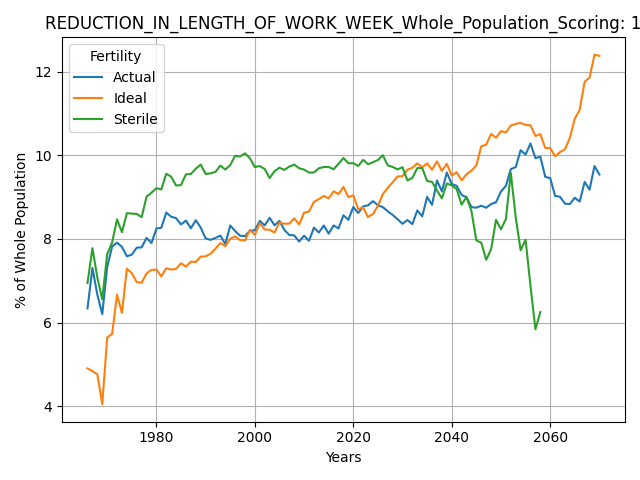 REDUCTION_IN_LENGTH_OF_WORK_WEEK_Whole_Population_Scoring: 1
Fertility
Actual
Ideal
Sterile
% of Whole Population
12
10
8
6
4
1980 2000 2020 2040 2060
Years